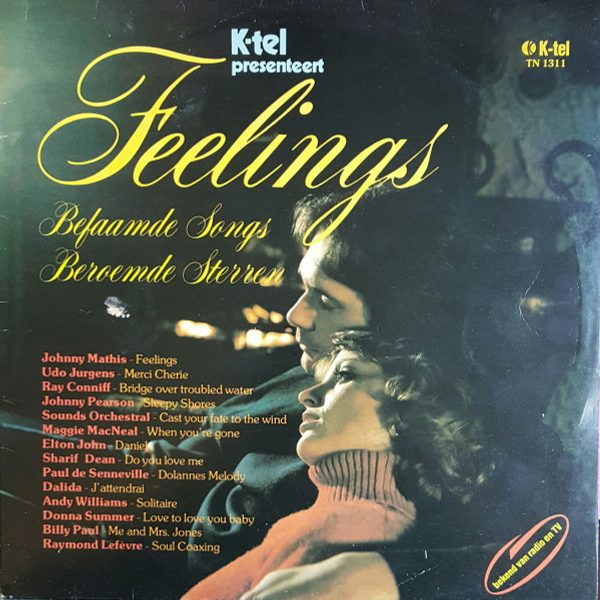 K-tel
presenteert
K-tel
TN 1311
Feelings
Befaamde Songs
Beroemde Sterren
Johnny Mathis - Feelings
Udo Jurgens - Merci Cherie
Ray Conniff - Bridge over troubled water
Johnny Pearson - Sleepy Shores
Sounds Orchestral - Cast your fate to the wind
Maggie MacNeal - When you're gone
Elton John - Daniel
Sharif Dean - Do you love me
Paul de Senneville - Dolannes Melody
Dalida - J'attendrai
Andy Williams - Solitaire
Donna Summer - Love to love you baby
Billy Paul - Me and Mrs. Jones
Raymond Lefèvre - Soul Coaxing
bekend van radio en TV